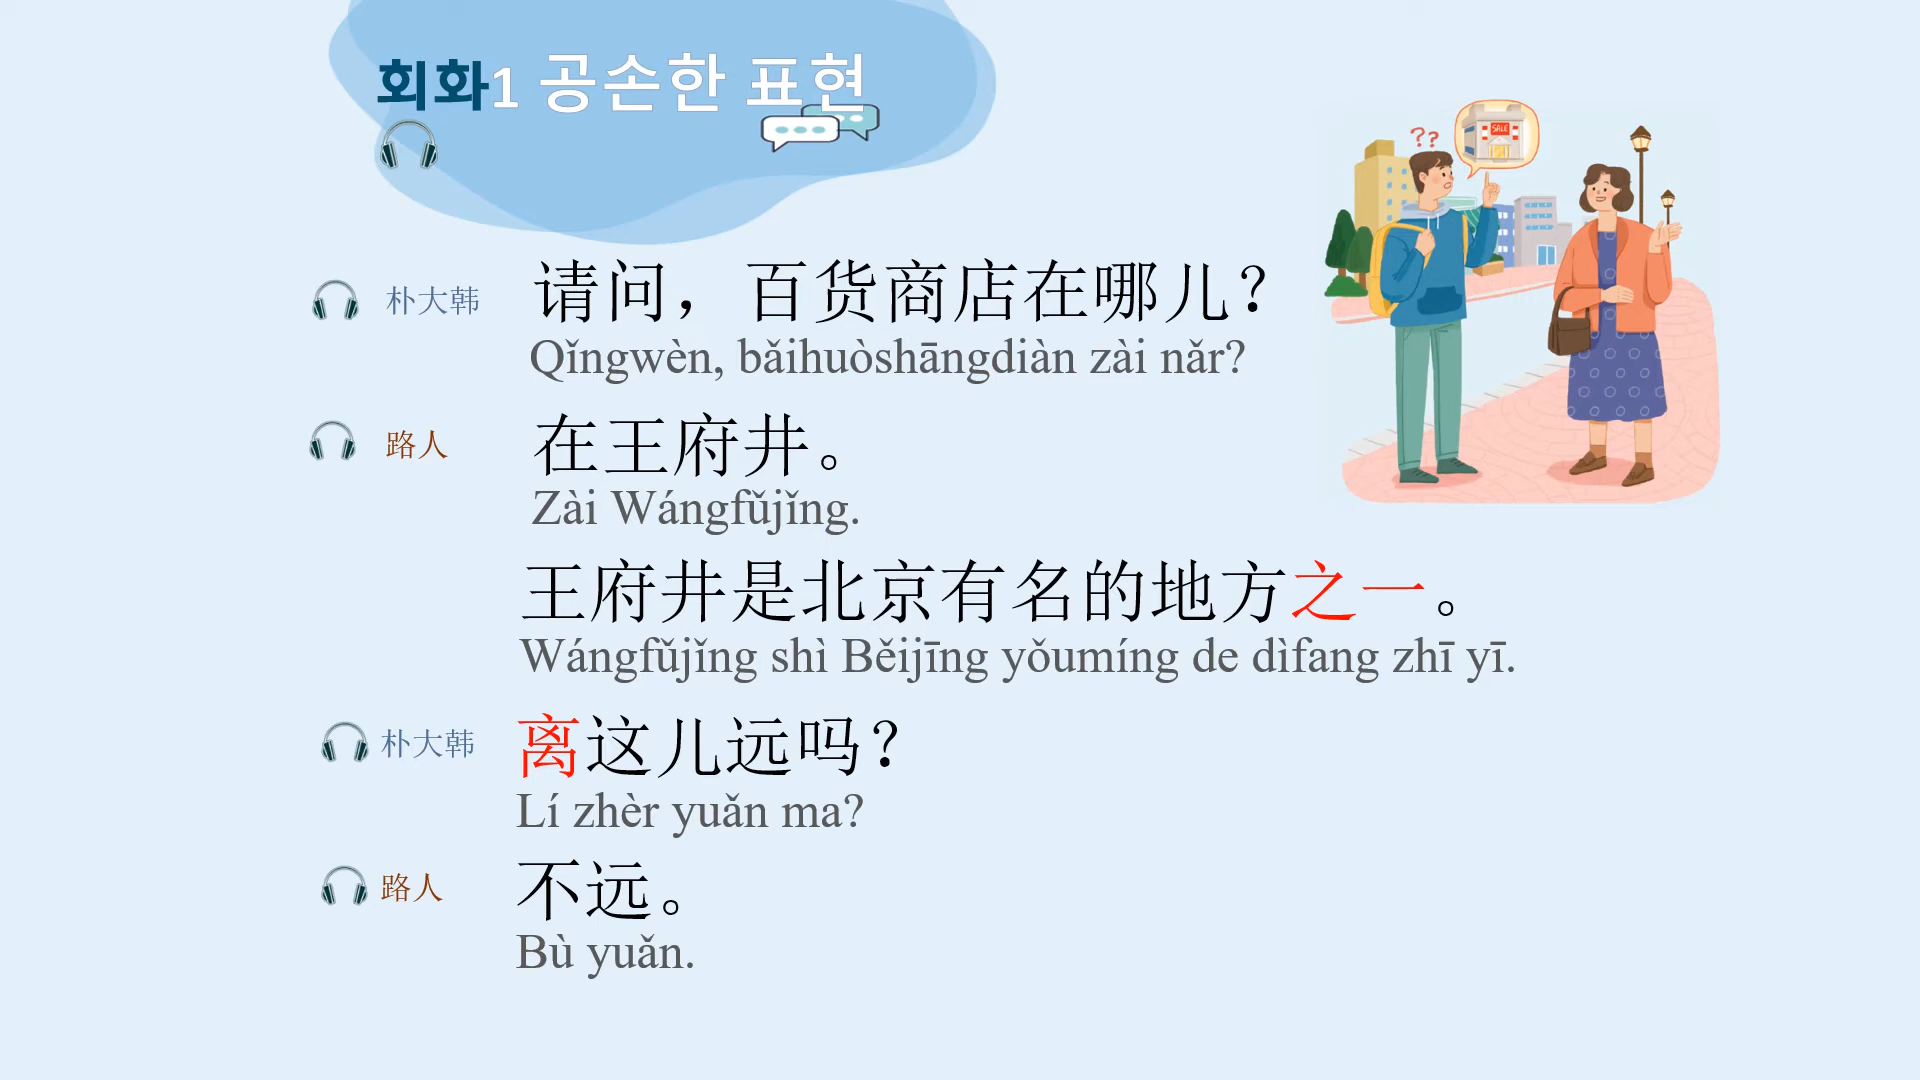 회화1 공손한 표현
?? SALE
朴大韩 请问，百货商店在哪儿？
Qǐngwèn, bǎihuòshāngdiàn zài nǎr?
路人 在王府井。
Zài Wángfǔjǐng.
王府井是北京有名的地方之一。
Wángfǔjǐng shì Běijīng yǒumíng de dìfang zhī yī.
朴大韩 离这儿远吗？
Lí zhèr yuǎn ma?
路人 不远。
Bù yuǎn.